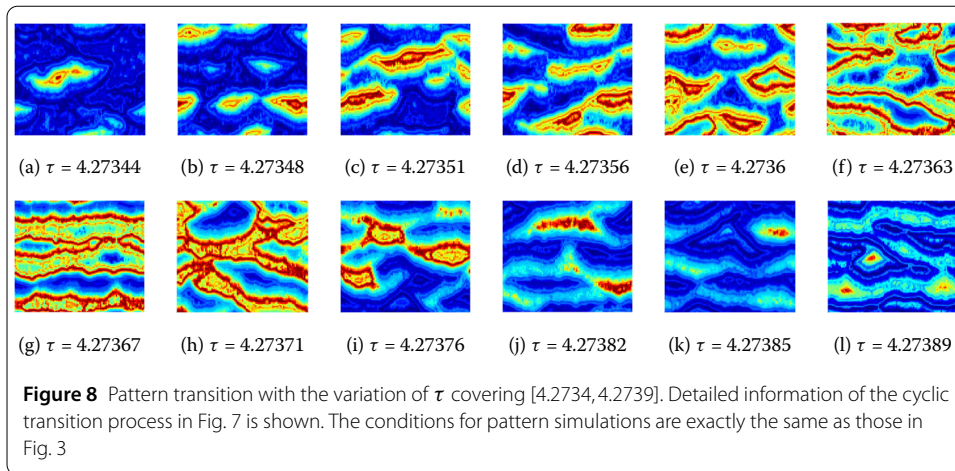 (a) τ = 4.27344 (b) τ = 4.27348 (c) τ = 4.27351 (d) τ = 4.27356 (e) τ = 4.2736 (f) τ = 4.27363
(g) τ = 4.27367 (h) τ = 4.27371 (i) τ = 4.27376 (j) τ = 4.27382 (k) τ = 4.27385 (l) τ = 4.27389
Figure 8 Pattern transition with the variation of τ covering [4.2734, 4.2739]. Detailed information of the cyclic
transition process in Fig. 7 is shown. The conditions for pattern simulations are exactly the same as those in
Fig. 3